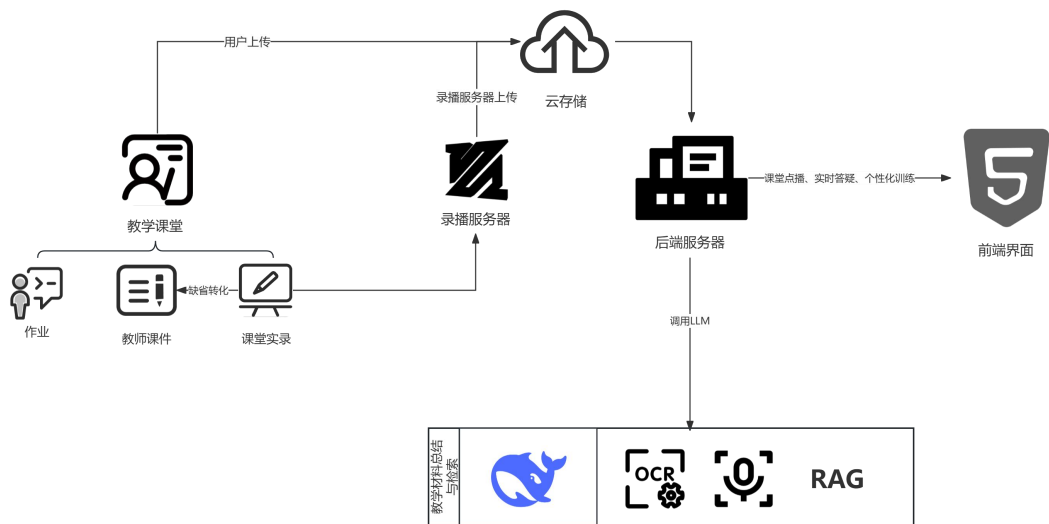 用户上传
录播服务器上传
云存储
教学课堂
录播服务器
后端服务器
课堂点播、实时答疑、个性化训练
前端界面
作业
教师课件
缺省转化
课堂实录
调用LLM
教学材料总结
与检索
OCR
RAG